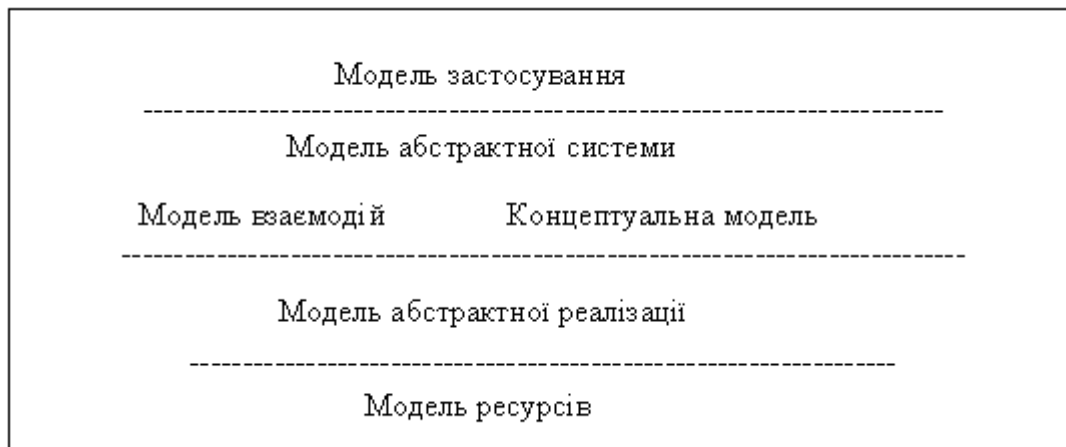 Модель застосування
Модель абстрактної системи
Модель взаємодій Концептуальна модель
Модель абстрактної реалізації
Модель ресурсів